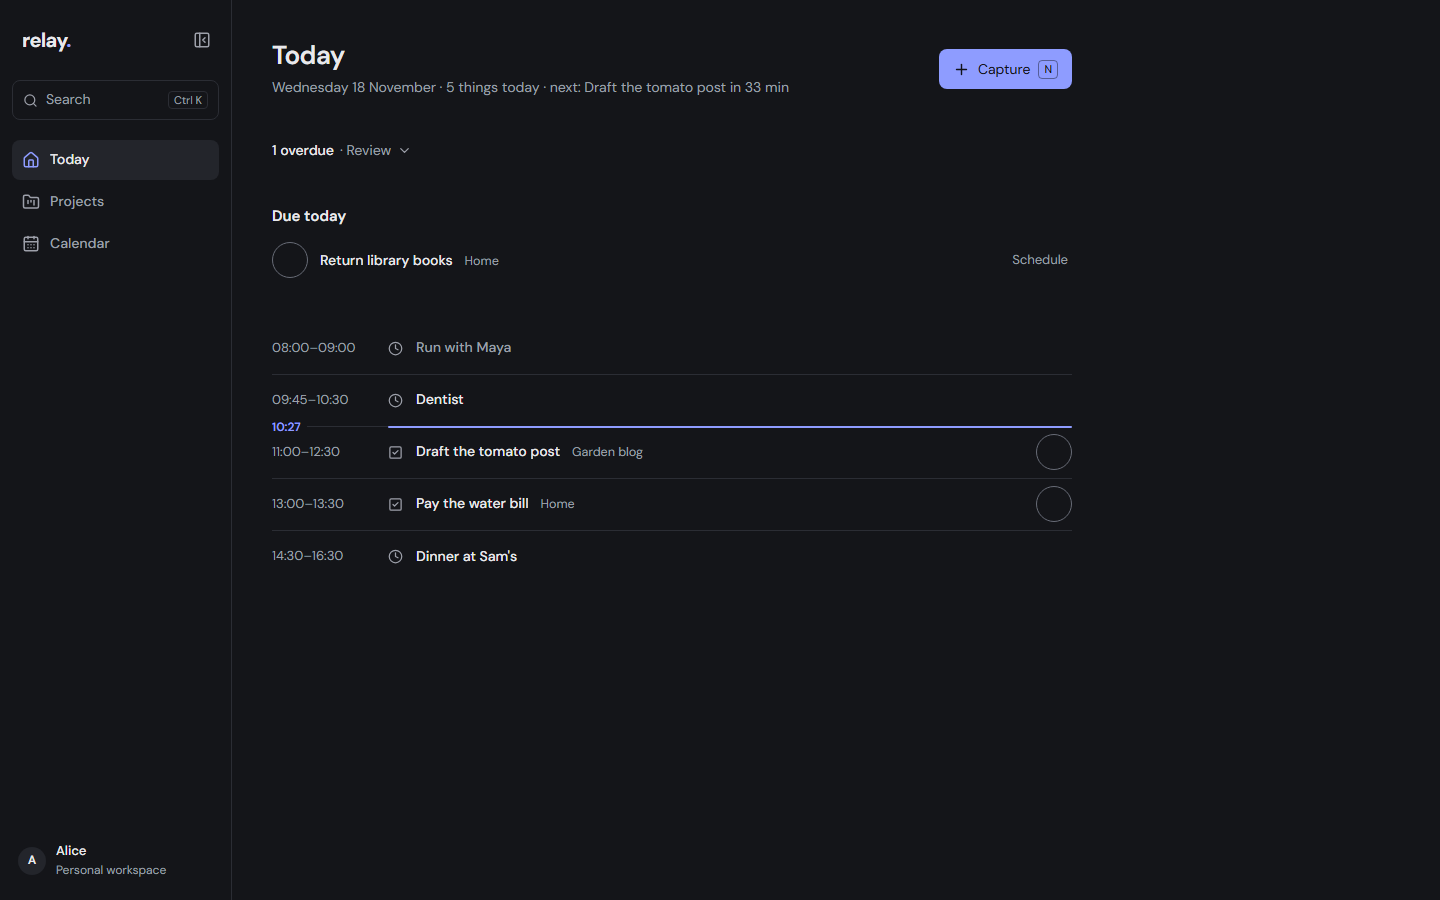 relay.
Search Ctrl K
Today
Projects
Calendar
A
Alice
Personal workspace
Today
Wednesday 18 November · 5 things today · next: Draft the tomato post in 33 min
Capture N
1 overdue · Review
Due today
Return library books Home Schedule
08:00–09:00 Run with Maya
09:45–10:30 Dentist
10:27
11:00–12:30 Draft the tomato post Garden blog
13:00–13:30 Pay the water bill Home
14:30–16:30 Dinner at Sam's